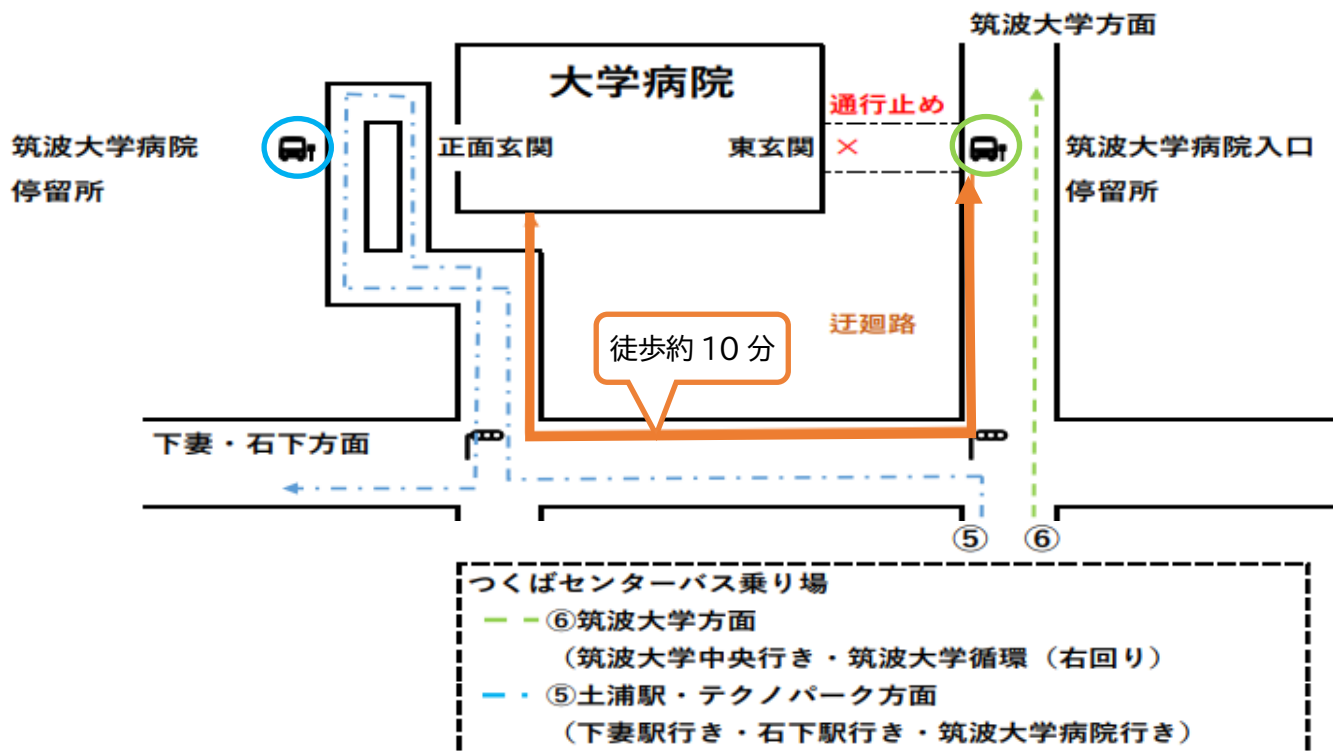 筑波大学方面
大学病院
通行止め
筑波大学病院
停留所
正面玄関
東玄関
×
筑波大学病院入口
停留所
迂廻路
徒歩約 10 分
下妻・石下方面
⑤
⑥
つくばセンターバス乗り場
⑥筑波大学方面
（筑波大学中央行き・筑波大学循環（右回り）
⑤土浦駅・テクノパーク方面
（下妻駅行き・石下駅行き・筑波大学病院行き）